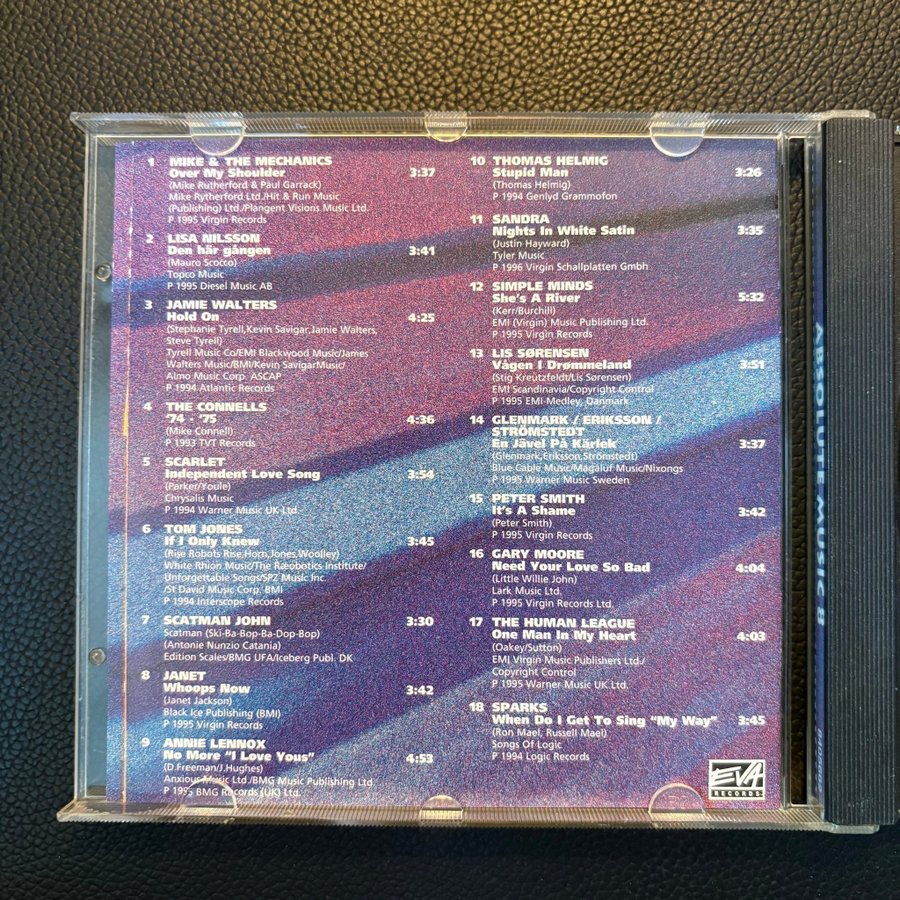 1 MIKE & THE MECHANICS
Over My Shoulder 3:37
(Mike Rutherford & Paul Garrack)
Mike Rytherford Ltd./Hit & Run Music
(Publishing) Ltd./Plangent Visions Music Ltd.
P 1995 Virgin Records
2 LISA NILSSON
Den här gången 3:41
(Mauro Scocco)
Topco Music
P 1995 Diesel Music AB
3 JAMIE WALTERS
Hold On 4:25
(Stephanie Tyrell,Kevin Savigar,Jamie Walters,
Steve Tyrell)
Tyrell Music Co/EMI Blackwood Music/James
Walters Music/BMI/Kevin SavigarMusic/
Almo Music Corp. ASCAP
P 1994 Atlantic Records
4 THE CONNELLS
'74 - '75 4:36
(Mike Connell)
P 1993 TVT Records
5 SCARLET
Independent Love Song 3:54
(Parker/Youle)
Chrysalis Music
P 1994 Warner Music UK Ltd.
6 TOM JONES
If I Only Knew 3:45
(Rise Robots Rise,Horn,Jones,Woolley)
White Rhion Music/The Ræobotics Institute/
Unforgettable Songs/SPZ Music Inc.
/St David Music Corp. BMI
P 1994 Interscope Records
7 SCATMAN JOHN 3:30
Scatman (Ski-Ba-Bop-Ba-Dop-Bop)
(Antonie Nunzio Catania)
Edition Scales/BMG UFA/Iceberg Publ. DK
8 JANET
Whoops Now 3:42
(Janet Jackson)
Black Ice Publishing (BMI)
P 1995 Virgin Records
9 ANNIE LENNOX
No More "I Love Yous" 4:53
(D.Freeman/J.Hughes)
Anxious Music Ltd./BMG Music Publishing Ltd
P 1995 BMG Racords (UK) Ltd.
10 THOMAS HELMIG
Stupid Man 3:26
(Thomas Helmig)
P 1994 Genlyd Grammofon
11 SANDRA
Nights In White Satin 3:35
(Justin Hayward)
Tyler Music
P 1996 Virgin Schallplatten Gmbh
12 SIMPLE MINDS
She's A River 5:32
(Kerr/Burchill)
EMI (Virgin) Music Publishing Ltd.
P 1995 Virgin Records
13 LIS SØRENSEN
Vågen I Drømmeland 3:51
(Stig Kreutzfeldt/Lis Sørensen)
EMI Scandinavia/Copyright Control
P 1995 EMI-Medley, Danmark
14 GLENMARK / ERIKSSON /
STRÖMSTEDT
En Jävel På Kärlek 3:37
(Glenmark,Eriksson,Strömstedt)
Blue Cable Music/Magaluf Music/Nixongs
P 1995 Warner Music Sweden
15 PETER SMITH
It's A Shame 3:42
(Peter Smith)
P 1995 Virgin Records
16 GARY MOORE
Need Your Love So Bad 4:04
(Little Willie John)
Lark Music Ltd.
P 1995 Virgin Records Ltd.
17 THE HUMAN LEAGUE
One Man In My Heart 4:03
(Oakey/Sutton)
EMI Virgin Music Publishers Ltd./
Copyright Control
P 1995 Warner Music UK Ltd.
18 SPARKS
When Do I Get To Sing "My Way" 3:45
(Ron Mael, Russell Mael)
Songs Of Logic
P 1994 Logic Records
EVA
RECORDS
ABSOLUTE MUSIC 8